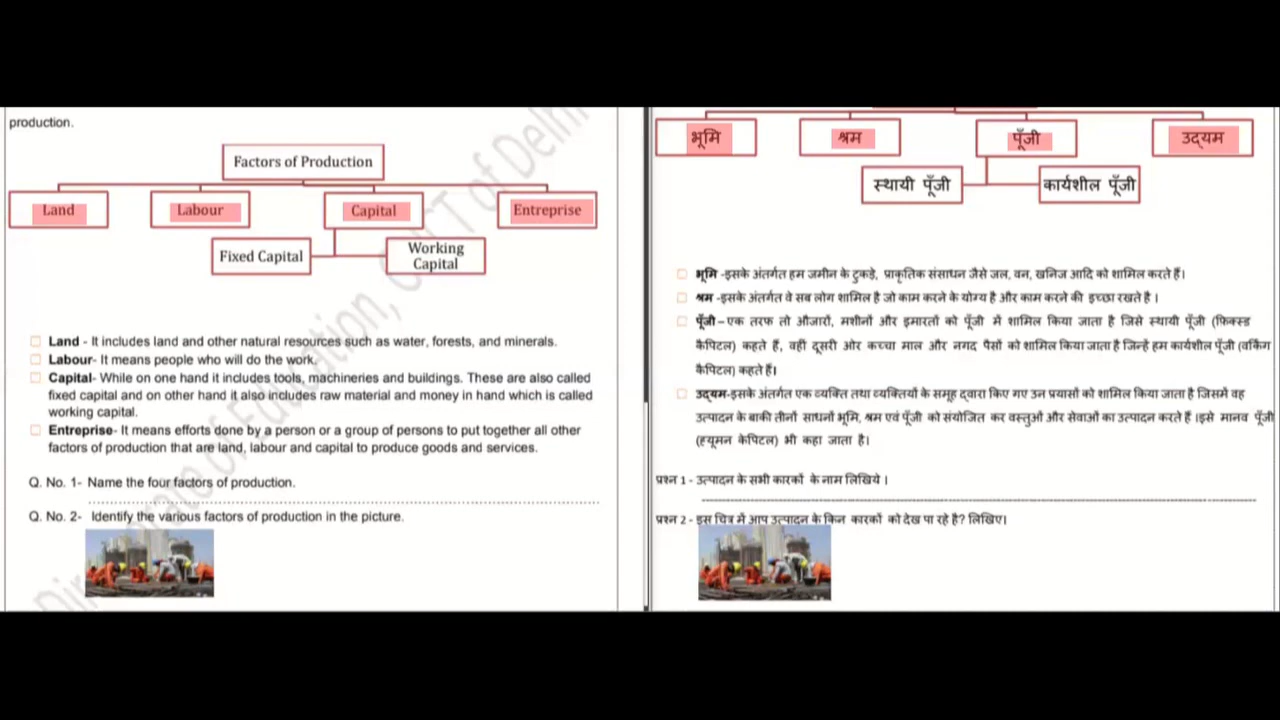 production.
Factors of Production
Land
Labour
Capital
Entreprise
Fixed Capital
Working
Capital
Land - It includes land and other natural resources such as water, forests, and minerals.
Labour- It means people who will do the work.
Capital- While on one hand it includes tools, machineries and buildings. These are also called
fixed capital and on other hand it also includes raw material and money in hand which is called
working capital.
Entreprise- It means efforts done by a person or a group of persons to put together all other
factors of production that are land, labour and capital to produce goods and services.
Q. No. 1- Name the four factors of production.
Q. No. 2- Identify the various factors of production in the picture.
भूमि
श्रम
पूँजी
उद्यम
स्थायी पूँजी
कार्यशील पूँजी
भूमि -इसके अंतर्गत हम जमीन के टुकड़े, प्राकृतिक संसाधन जैसे जल, वन, खनिज आदि को शामिल करते हैं।
श्रम -इसके अंतर्गत वे सब लोग शामिल है जो काम करने के योग्य है और काम करने की इच्छा रखते है ।
पूँजी – एक तरफ तो औजारों, मशीनों और इमारतों को पूँजी में शामिल किया जाता है जिसे स्थायी पूँजी (फिक्स्ड
कैपिटल) कहते हैं, वहीं दूसरी ओर कच्चा माल और नगद पैसों को शामिल किया जाता है जिन्हें हम कार्यशील पूँजी (वर्किंग
कैपिटल) कहते हैं।
उद्यम-इसके अंतर्गत एक व्यक्ति तथा व्यक्तियों के समूह द्वारा किए गए उन प्रयासों को शामिल किया जाता है जिसमें वह
उत्पादन के बाकी तीनों साधनों भूमि, श्रम एवं पूँजी को संयोजित कर वस्तुओं और सेवाओं का उत्पादन करते हैं ।इसे मानव पूँजी
(ह्यूमन केपिटल) भी कहा जाता है।
प्रश्न 1 - उत्पादन के सभी कारकों के नाम लिखिये ।
प्रश्न 2 - इस चित्र में आप उत्पादन के किन कारकों को देख पा रहे है? लिखिए।
Directorate of Education, GNCT of Delhi